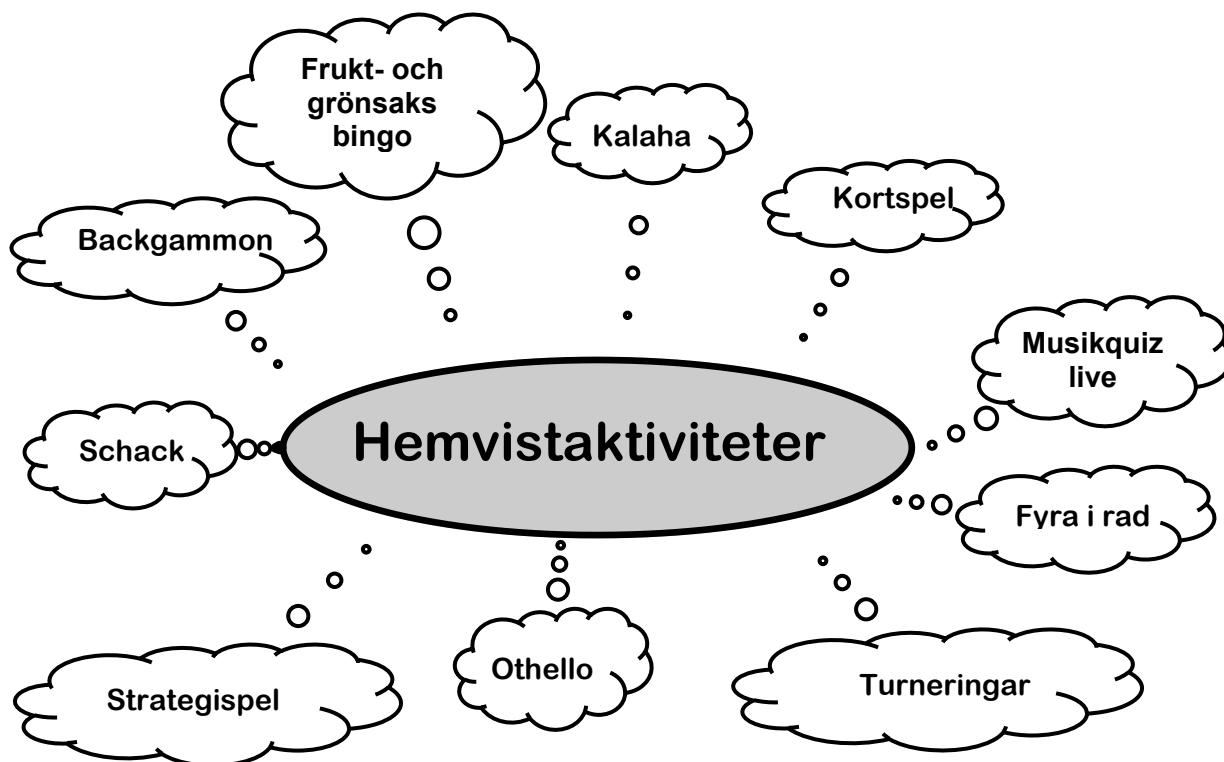 Frukt- och
grönsaks
bingo
Kalaha
Kortspel
Backgammon
Musikquiz
live
Hemvistaktiviteter
Schack
Fyra i rad
Othello
Strategispel
Turneringar